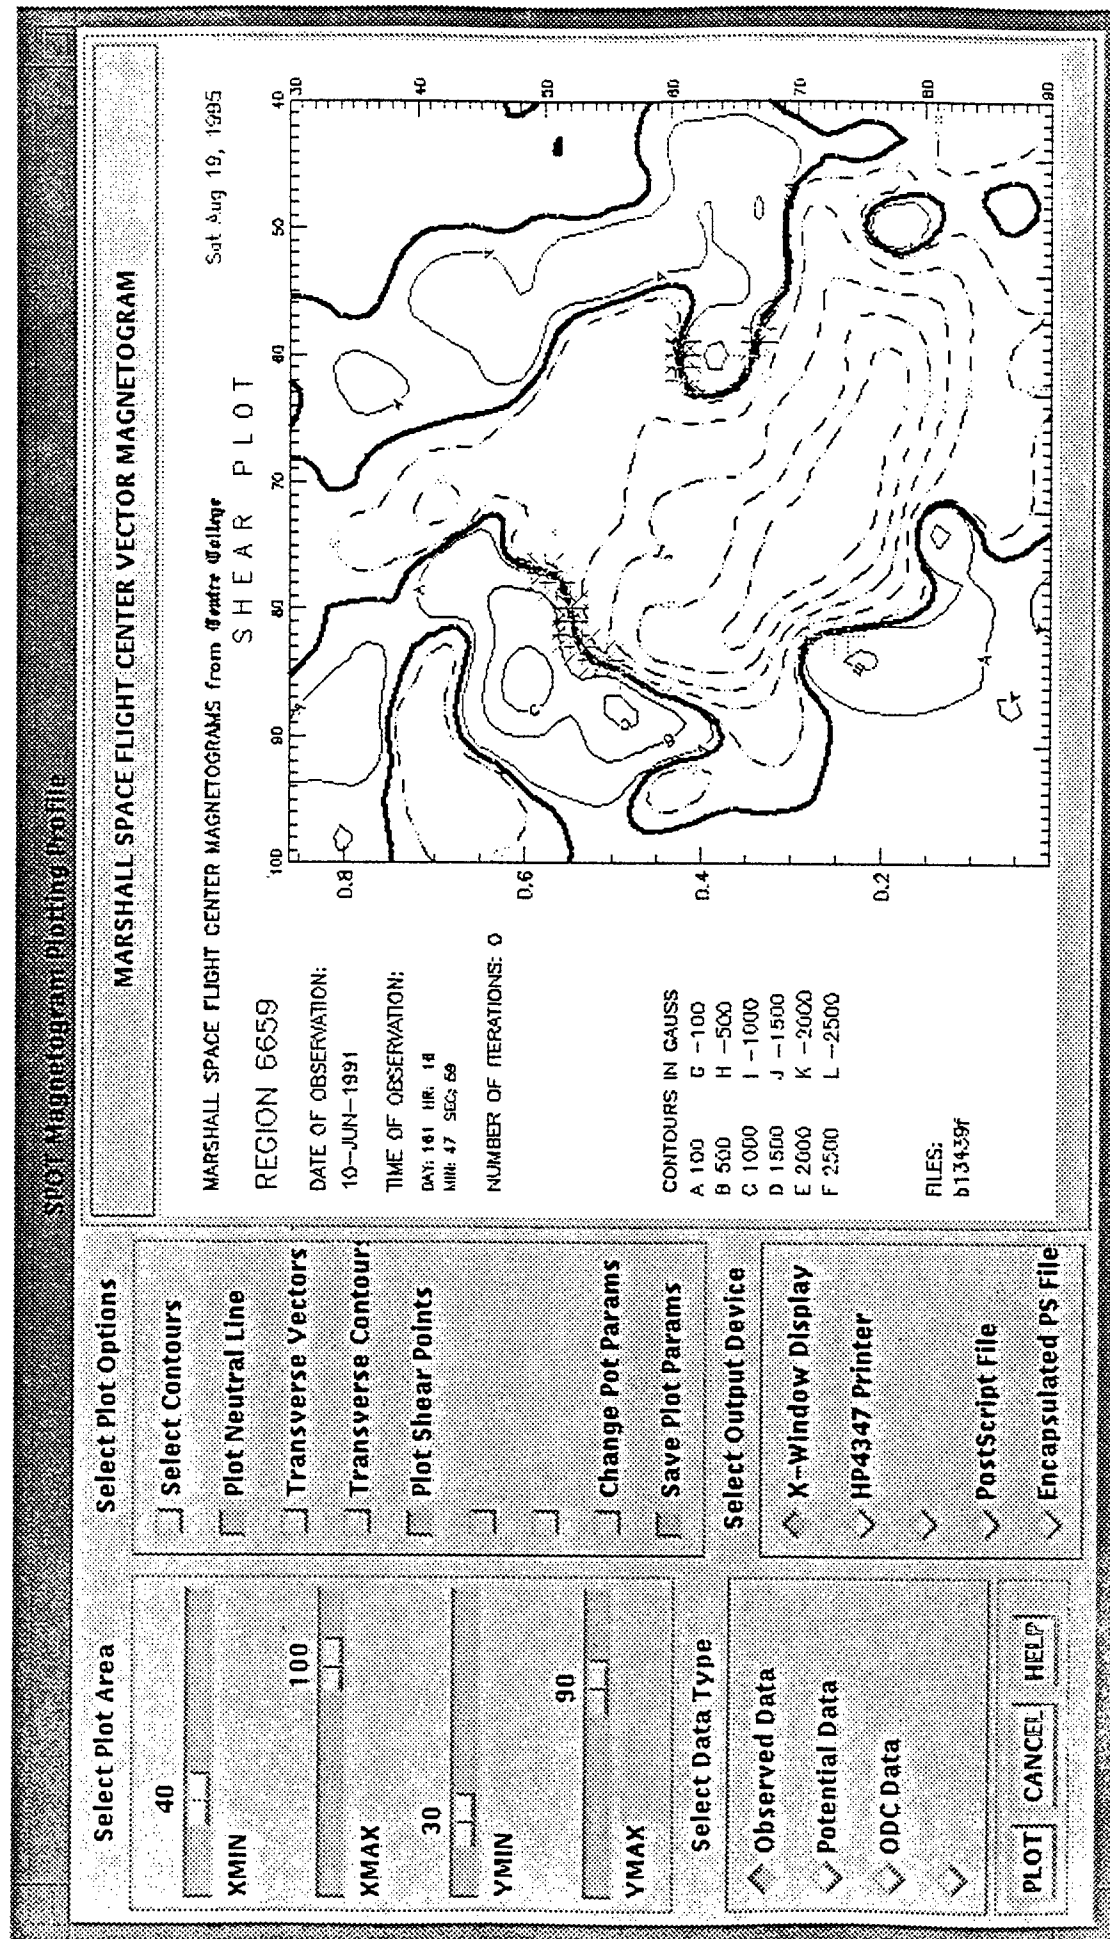 SPOT Magnetogram Plotting Profile
Select Plot Area
40
XMIN
100
XMAX
30
YMIN
90
YMAX
Select Data Type
Observed Data
Potential Data
ODC Data
PLOT CANCEL HELP
Select Plot Options
Select Contours
Plot Neutral Line
Transverse Vectors
Transverse Contours
Plot Shear Points
Change Pot Params
Save Plot Params
Select Output Device
X-Window Display
HP4347 Printer
PostScript File
Encapsulated PS File
MARSHALL SPACE FLIGHT CENTER VECTOR MAGNETOGRAM
MARSHALL SPACE FLIGHT CENTER MAGNETOGRAMS from Centre College
Sat Aug 19, 1995
SHEAR PLOT
REGION 6659
DATE OF OBSERVATION:
10-JUN-1991
TIME OF OBSERVATION:
DAY: 161 HR:
MIN: 47 SEC: 59
NUMBER OF ITERATIONS: 0
CONTOURS IN GAUSS
A 100 G -100
B 500 H -500
C 1000 I -1000
D 1500 J -1500
E 2000 K -2000
F 2500 L -2500
FILES:
b13439f
100 90 80 70 60 50 40
30 40 50 60 70 80 90
0.8 0.6 0.4 0.2